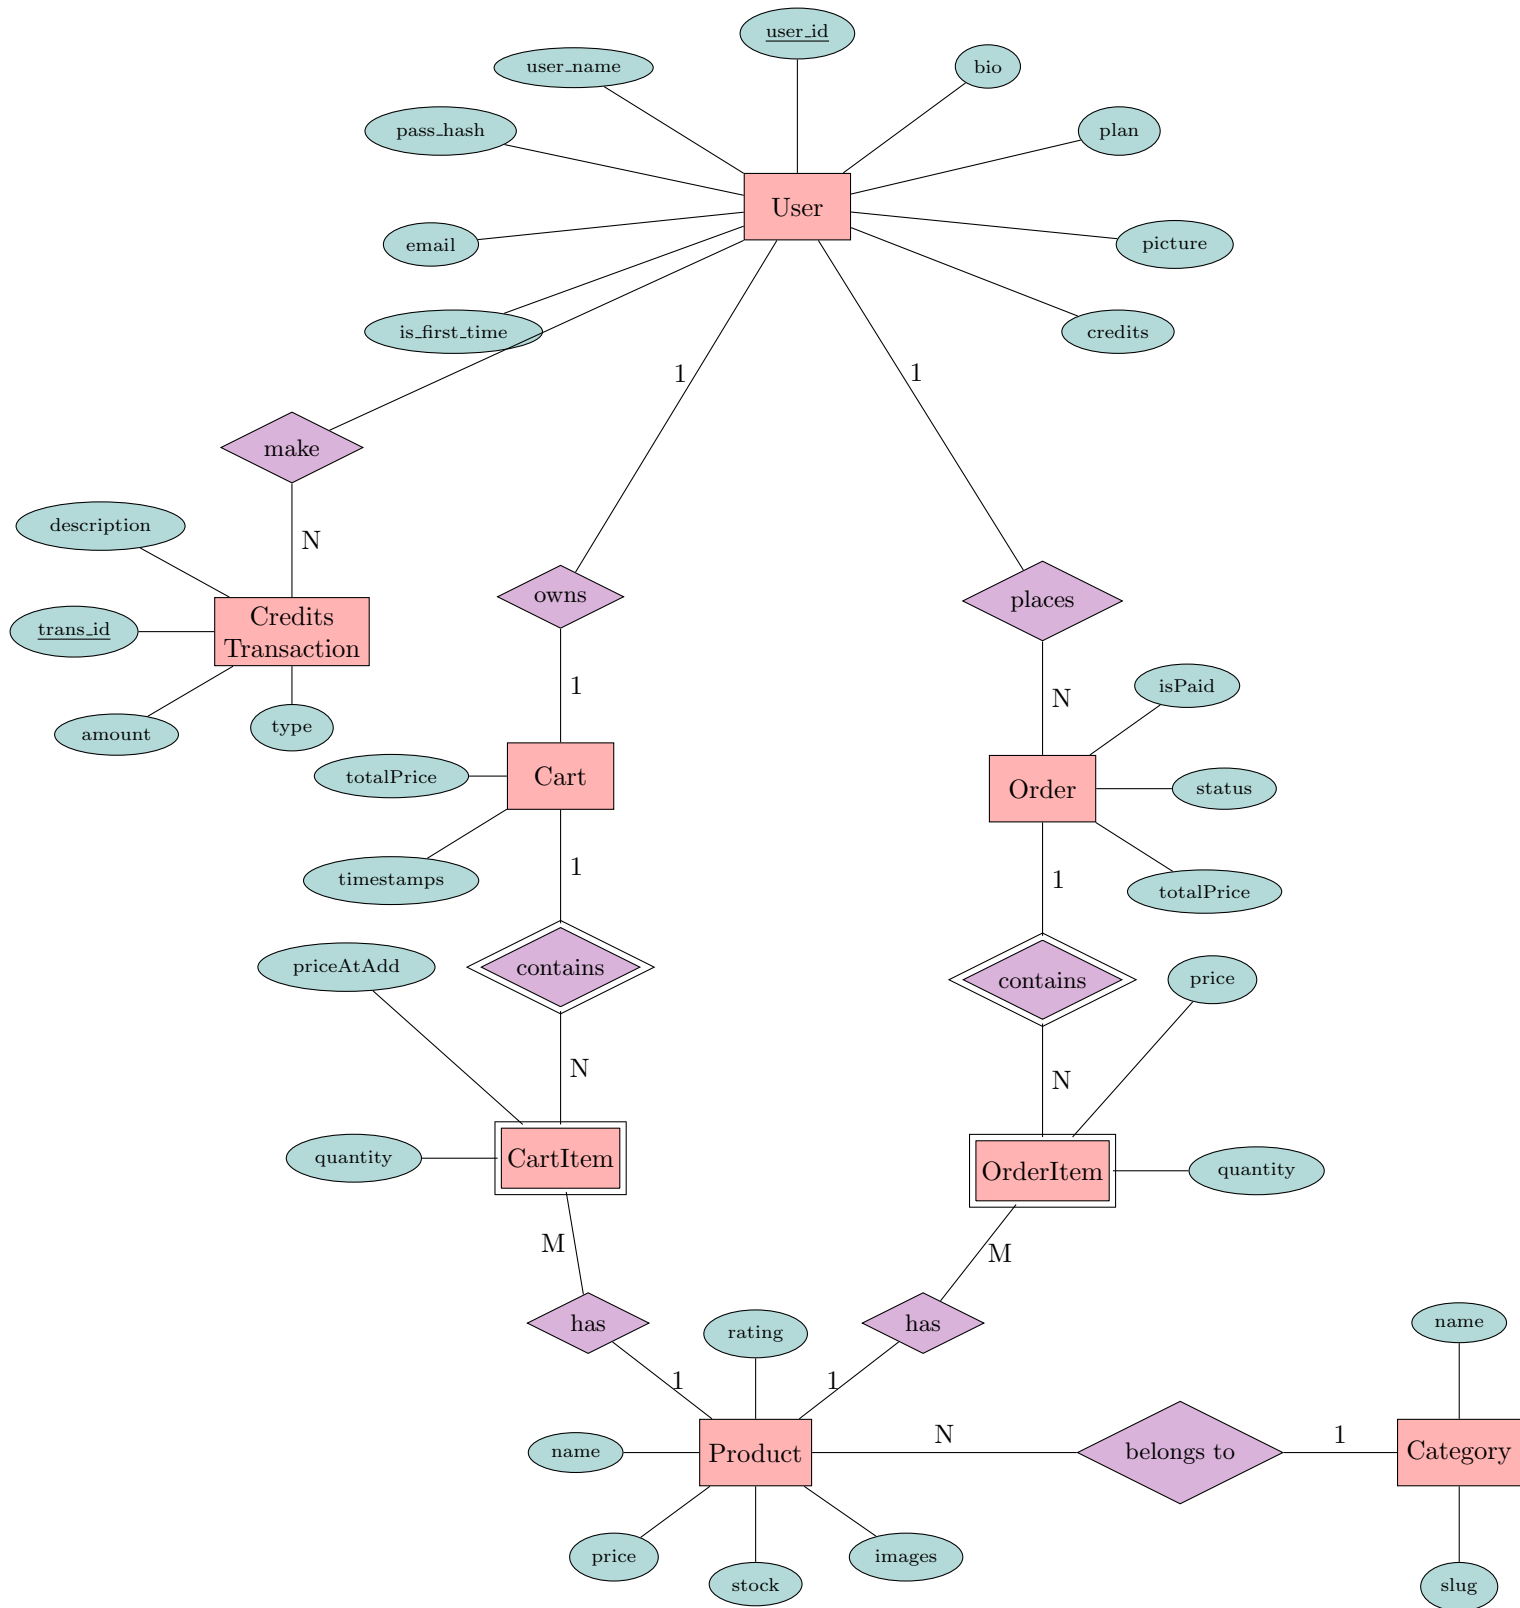 user_id
user_name
bio
pass_hash
plan
User
email
picture
is_first_time
credits
1
1
make
description
N
owns
places
Credits
Transaction
trans_id
1
isPaid
N
amount
type
totalPrice
Cart
Order
status
1
timestamps
1
totalPrice
priceAtAdd
contains
contains
price
N
N
quantity
CartItem
OrderItem
quantity
M
M
has
rating
has
name
1
1
N
1
name
Product
belongs to
Category
price
stock
images
slug